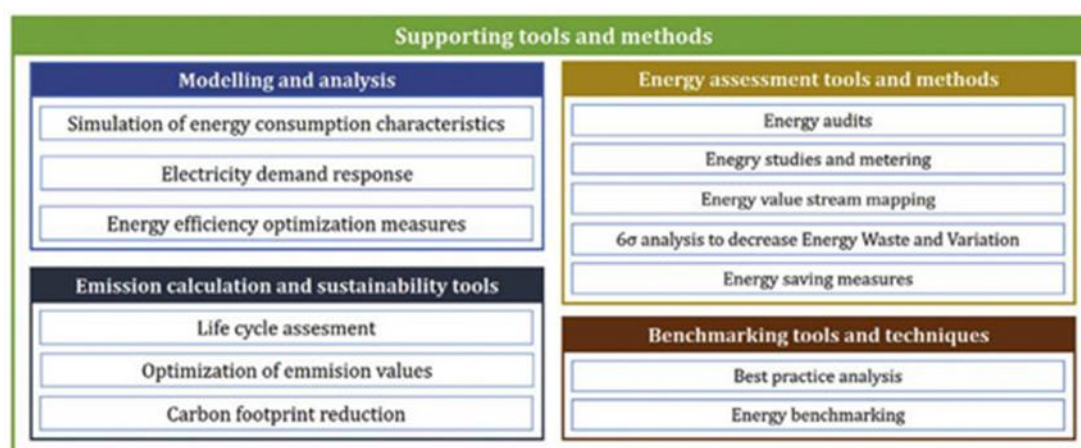 Supporting tools and methods
Modelling and analysis
Simulation of energy consumption characteristics
Electricity demand response
Energy efficiency optimization measures
Emission calculation and sustainability tools
Life cycle assesment
Optimization of emmision values
Carbon footprint reduction
Energy assessment tools and methods
Energy audits
Enegry studies and metering
Energy value stream mapping
6σ analysis to decrease Energy Waste and Variation
Energy saving measures
Benchmarking tools and techniques
Best practice analysis
Energy benchmarking